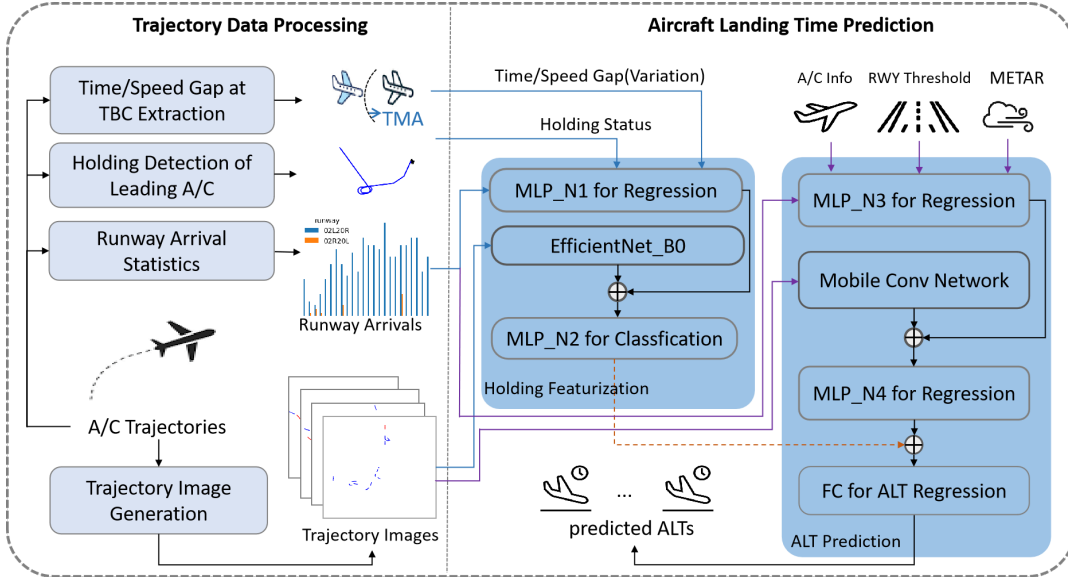 Trajectory Data Processing
Aircraft Landing Time Prediction
Time/Speed Gap at
TBC Extraction
TMA
Time/Speed Gap(Variation)
A/C Info
RWY Threshold
METAR
Holding Detection of
Leading A/C
Holding Status
MLP_N1 for Regression
MLP_N3 for Regression
Runway Arrival
Statistics
runway
02L20R
02R20L
Runway Arrivals
EfficientNet_B0
Mobile Conv Network
MLP_N2 for Classfication
Holding Featurization
MLP_N4 for Regression
A/C Trajectories
Trajectory Image
Generation
Trajectory Images
...
predicted ALTs
FC for ALT Regression
ALT Prediction